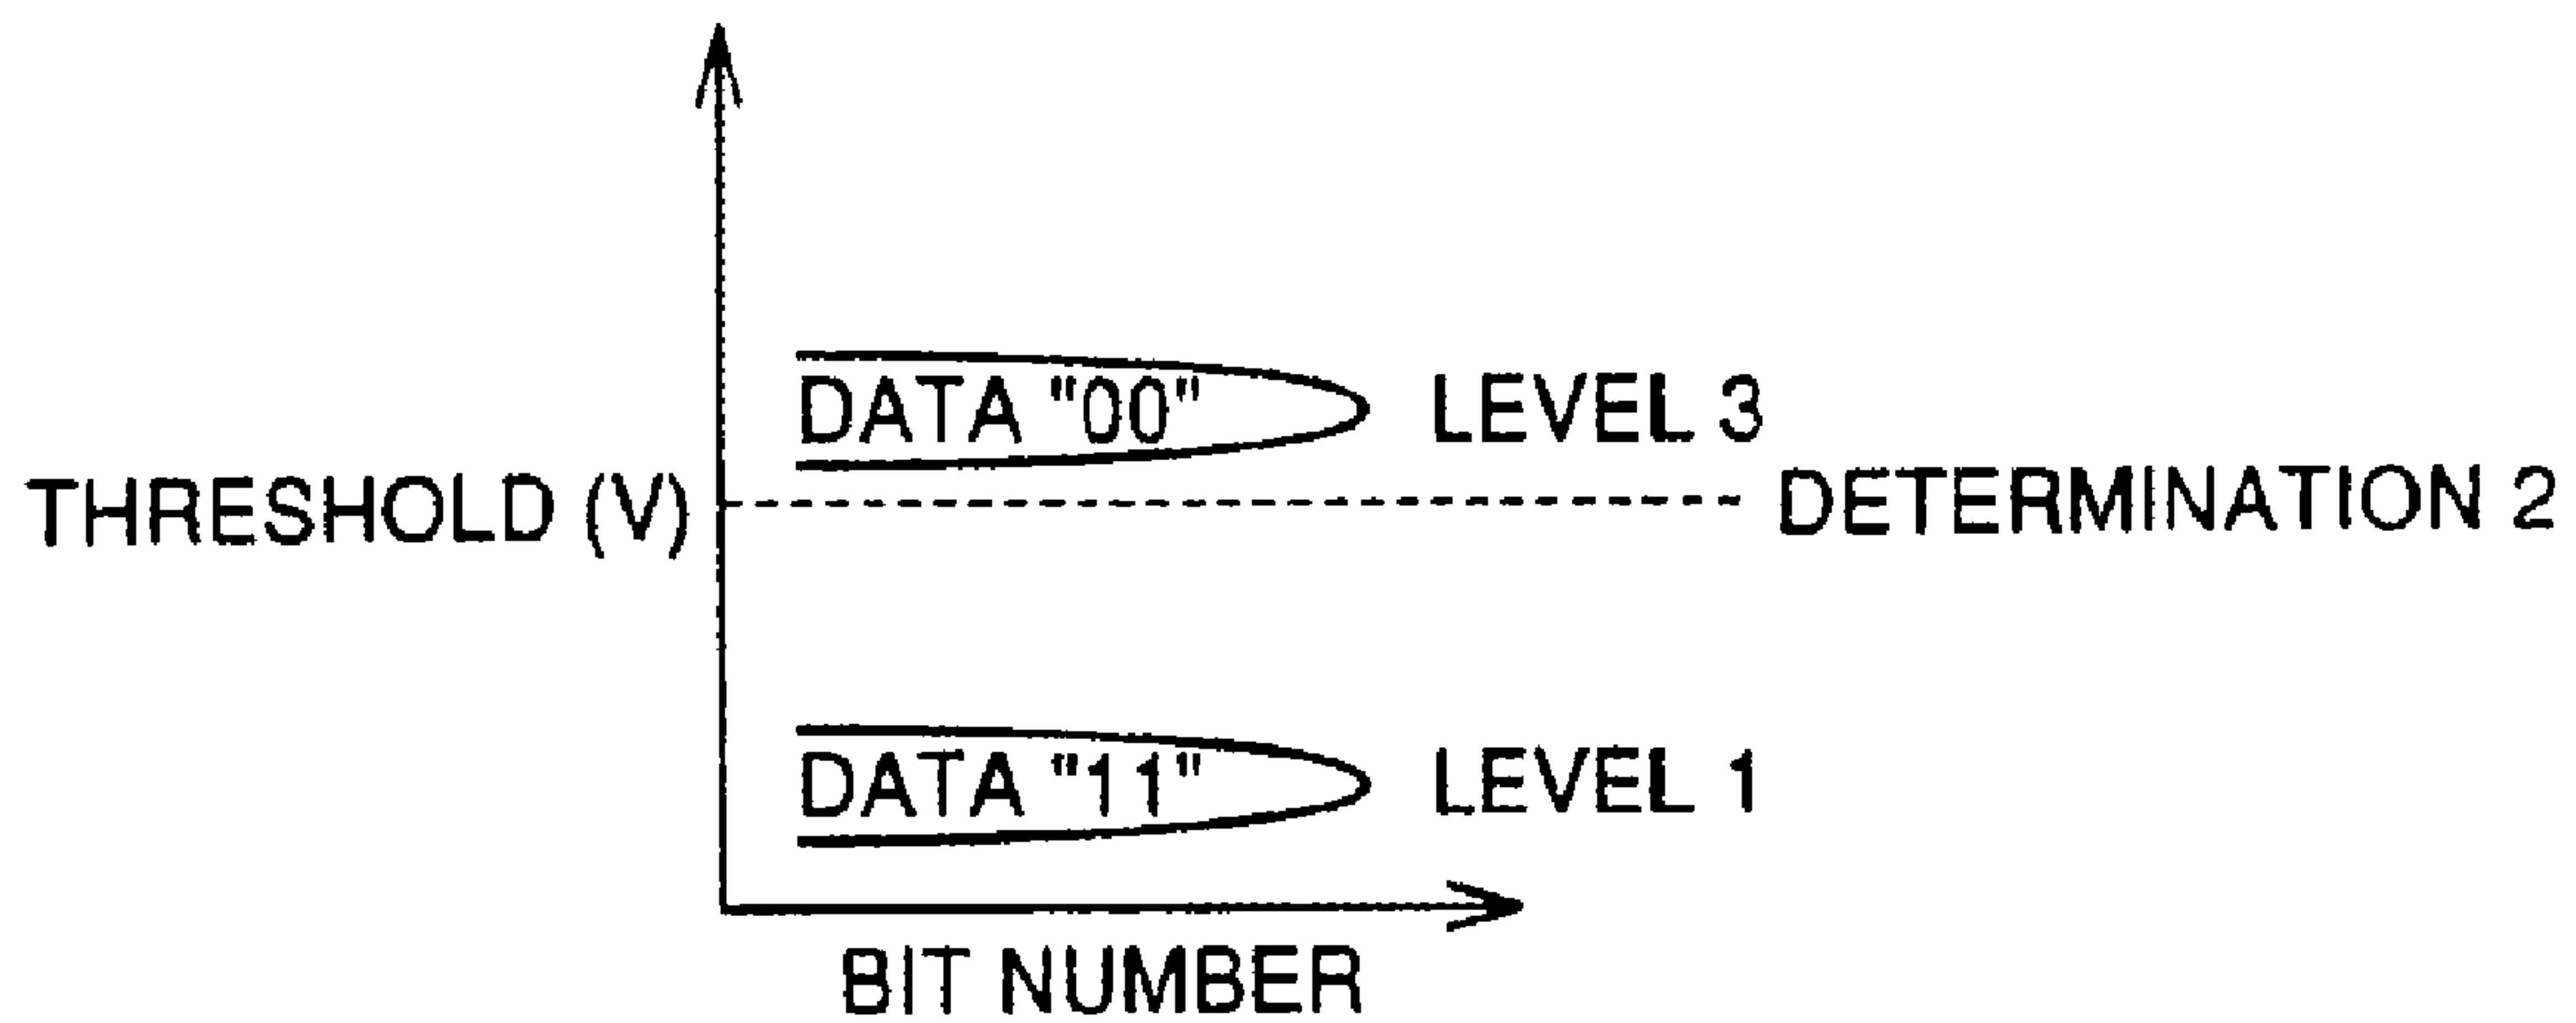 DATA "00" LEVEL 3
THRESHOLD (V) DETERMINATION 2
DATA "11" LEVEL 1
BIT NUMBER